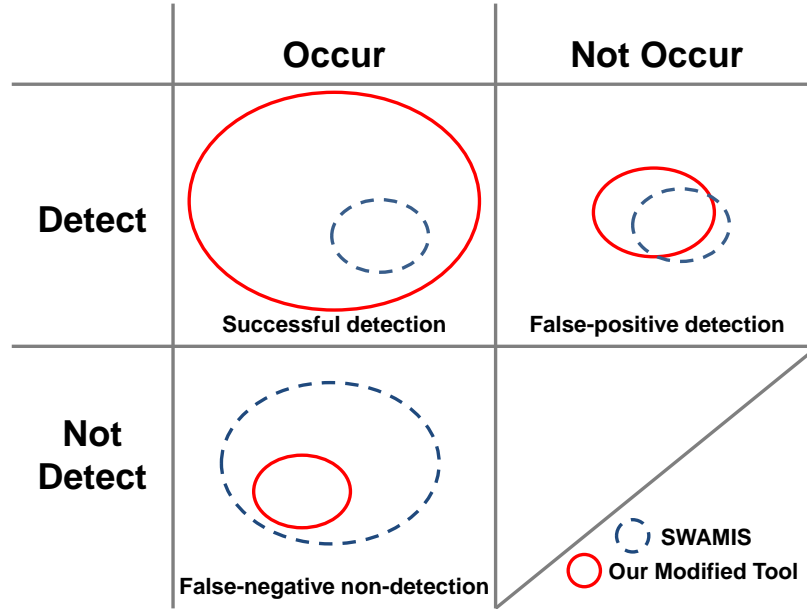 Occur
Not Occur
Detect
Successful detection
False-positive detection
Not
Detect
False-negative non-detection
SWAMIS
Our Modified Tool